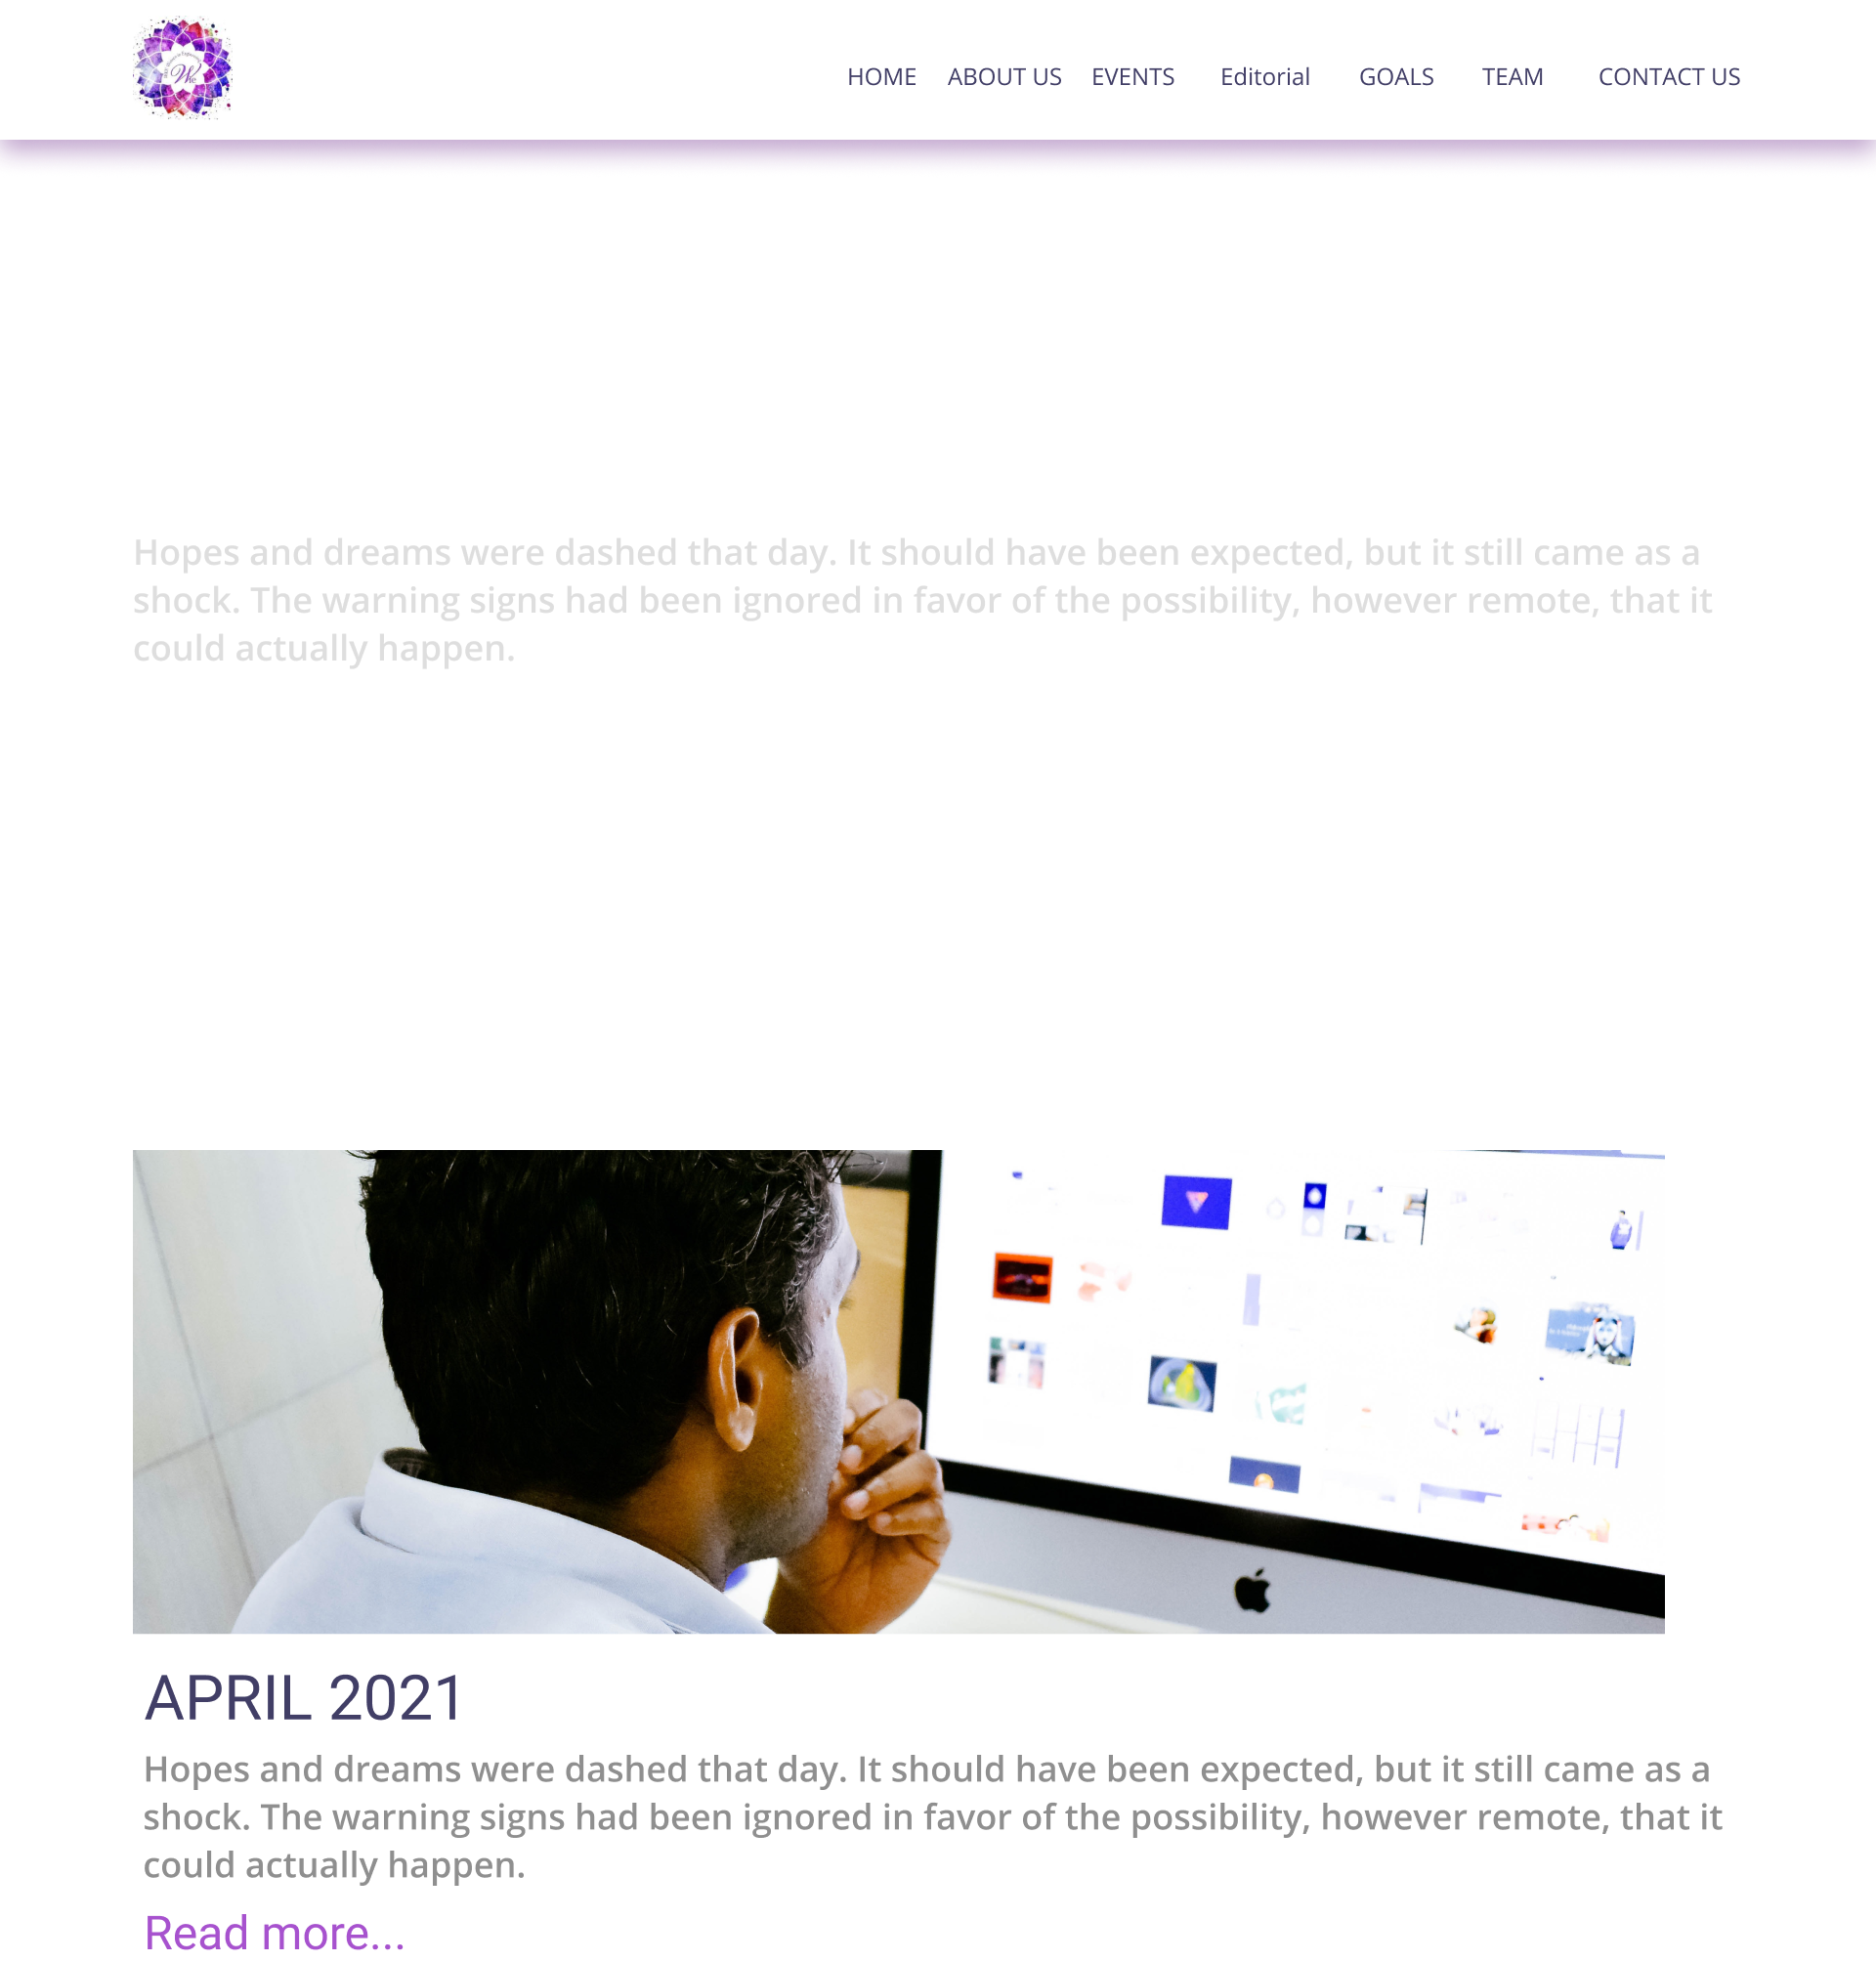 HOME ABOUT US EVENTS Editorial GOALS TEAM CONTACT US
Hopes and dreams were dashed that day. It should have been expected, but it still came as a
shock. The warning signs had been ignored in favor of the possibility, however remote, that it
could actually happen.
APRIL 2021
Hopes and dreams were dashed that day. It should have been expected, but it still came as a
shock. The warning signs had been ignored in favor of the possibility, however remote, that it
could actually happen.
Read more...